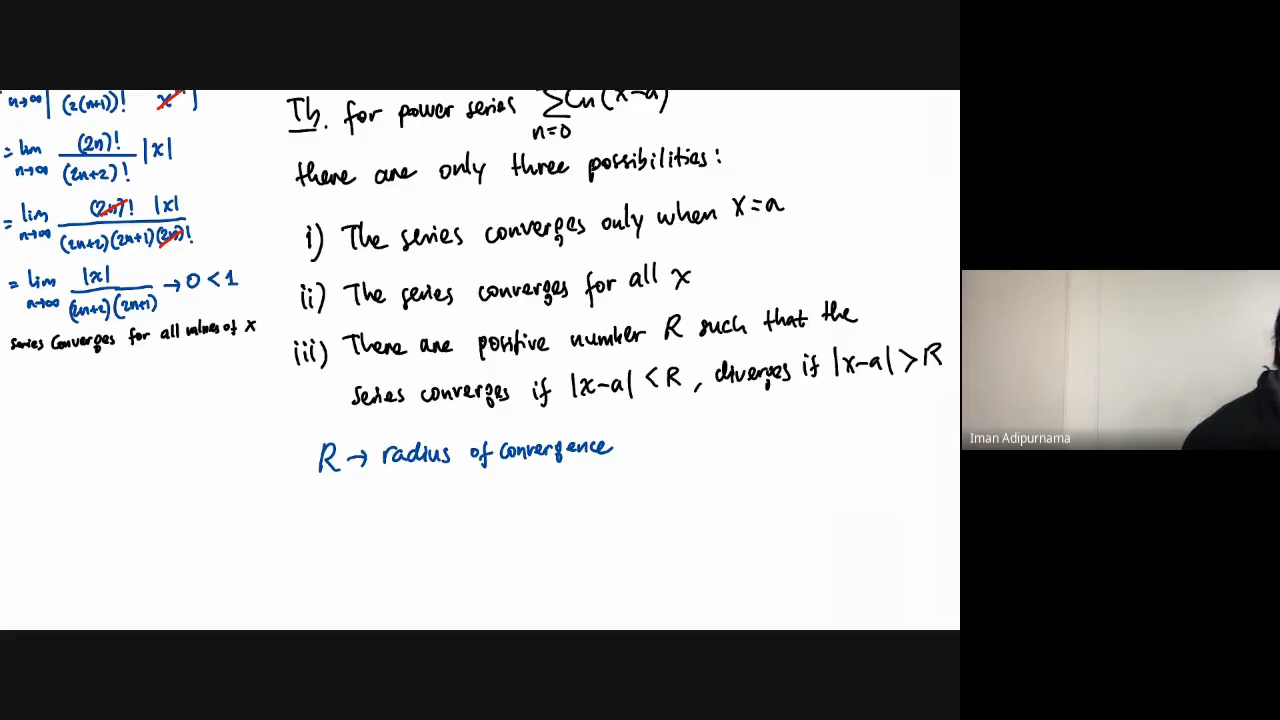 n→∞ (2(n+1))! x
= lim n→∞ (2n)! / (2n+2)! |x|
= lim n→∞ (2n)! |x| / (2n+2)(2n+1)(2n)!
= lim n→∞ |x| / (2n+2)(2n+1) → 0 < 1
Series Converges for all values of x
Th. for power series ∑ n=0 Cn(x-a)
there are only three possibilities:
i) The series converges only when x=a
ii) The series converges for all x
iii) There are positive number R such that the
series converges if |x-a| < R, diverges if |x-a| > R
R → radius of convergence
Iman Adipurnama